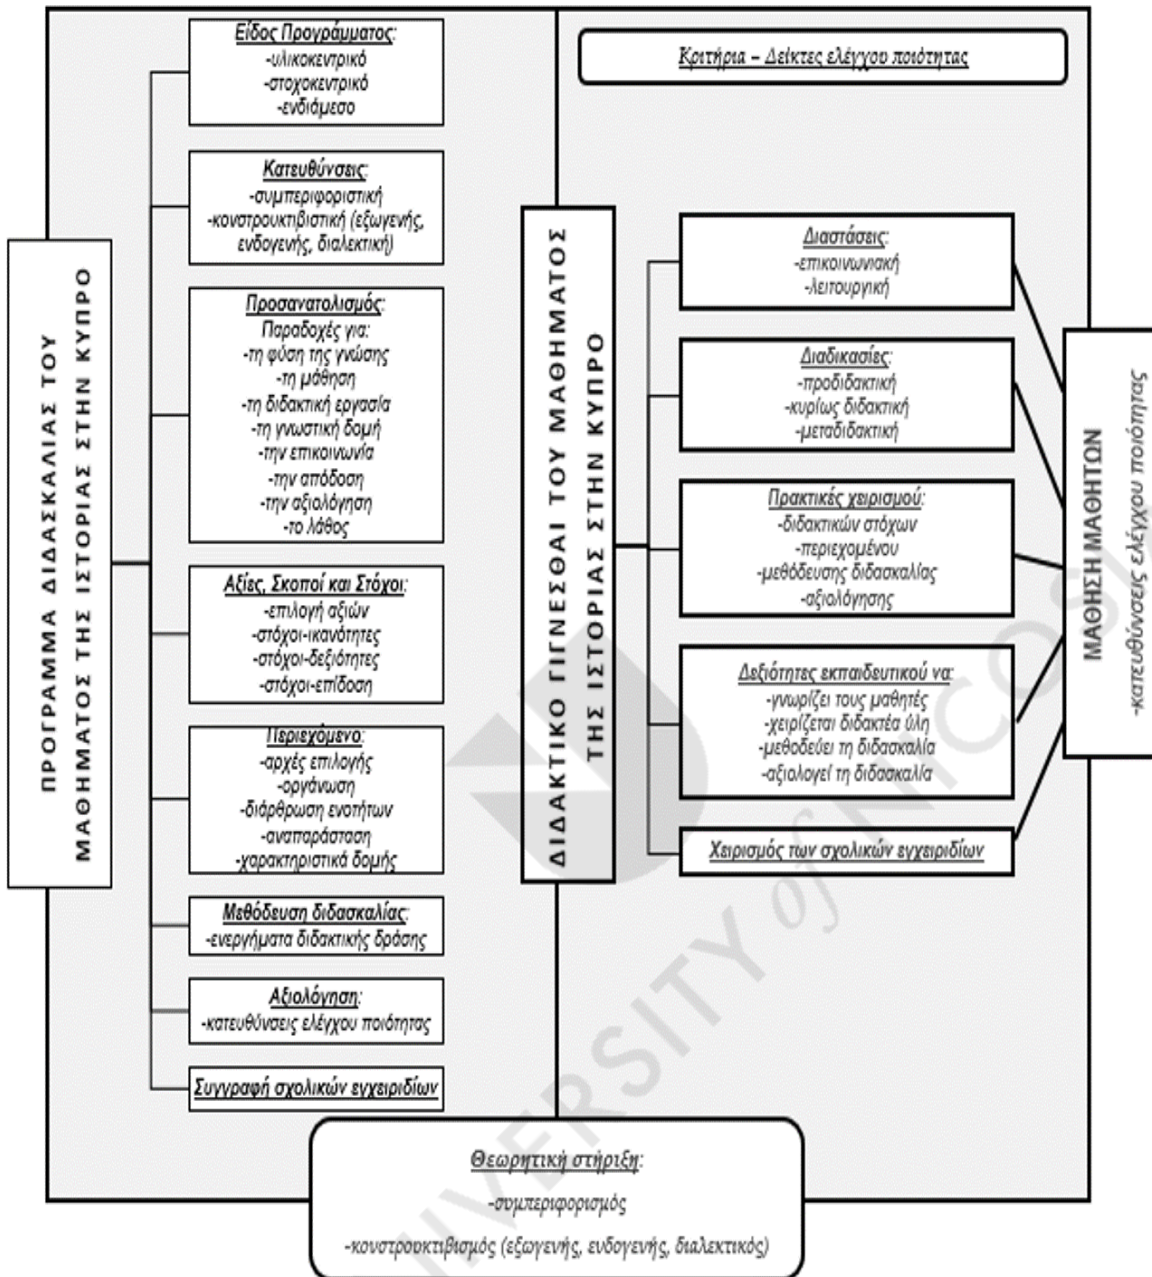 Είδος Προγράμματος:
-υλικοκεντρικό
-στοχοκεντρικό
-ενδιάμεσο
Κατευθύνσεις:
-συμπεριφοριστική
-κονστρουκτιβιστική (εξωγενής,
ενδογενής, διαλεκτική)
Προσανατολισμός:
Παραδοχές για:
-τη φύση της γνώσης
-τη μάθηση
-τη διδακτική εργασία
-τη γνωστική δομή
-την επικοινωνία
-την απόδοση
-την αξιολόγηση
-το λάθος
Αξίες, Σκοποί και Στόχοι:
-επιλογή αξιών
-στόχοι-ικανότητες
-στόχοι-δεξιότητες
-στόχοι-επίδοση
Περιεχόμενο:
-αρχές επιλογής
-οργάνωση
-διάρθρωση ενοτήτων
-αναπαράσταση
-χαρακτηριστικά δομής
Μεθόδευση διδασκαλίας:
-ενεργήματα διδακτικής δράσης
Αξιολόγηση:
-κατευθύνσεις ελέγχου ποιότητας
Συγγραφή σχολικών εγχειριδίων
ΠΡΟΓΡΑΜΜΑ ΔΙΔΑΣΚΑΛΙΑΣ ΤΟΥ
ΜΑΘΗΜΑΤΟΣ ΤΗΣ ΙΣΤΟΡΙΑΣ ΣΤΗΝ ΚΥΠΡΟ
Κριτήρια – Δείκτες ελέγχου ποιότητας
ΔΙΔΑΚΤΙΚΟ ΓΙΓΝΕΣΘΑΙ ΤΟΥ ΜΑΘΗΜΑΤΟΣ
ΤΗΣ ΙΣΤΟΡΙΑΣ ΣΤΗΝ ΚΥΠΡΟ
Διαστάσεις:
-επικοινωνιακή
-λειτουργική
Διαδικασίες:
-προδιδακτική
-κυρίως διδακτική
-μεταδιδακτική
Πρακτικές χειρισμού:
-διδακτικών στόχων
-περιεχομένου
-μεθόδευσης διδασκαλίας
-αξιολόγησης
Δεξιότητες εκπαιδευτικού να:
-γνωρίζει τους μαθητές
-χειρίζεται διδακτέα ύλη
-μεθοδεύει τη διδασκαλία
-αξιολογεί τη διδασκαλία
Χειρισμός των σχολικών εγχειριδίων
ΜΑΘΗΣΗ ΜΑΘΗΤΩΝ
-κατευθύνσεις ελέγχου ποιότητας
Θεωρητική στήριξη:
-συμπεριφορισμός
-κονστρουκτιβισμός (εξωγενής, ενδογενής, διαλεκτικός)